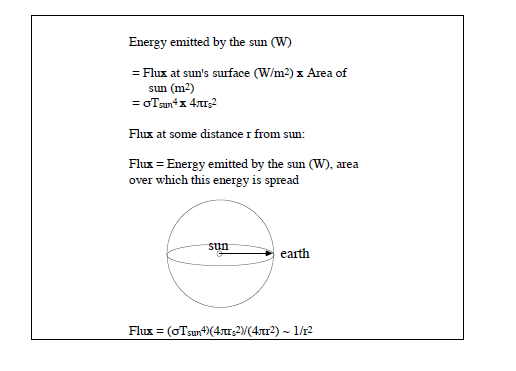 Energy emitted by the sun (W)
= Flux at sun's surface (W/m²) x Area of
sun (m²)
= σTsun⁴ x 4πrs²
Flux at some distance r from sun:
Flux = Energy emitted by the sun (W), area
over which this energy is spread
sun
earth
Flux = (σTsun⁴)(4πrs²)/(4πr²) ~ 1/r²